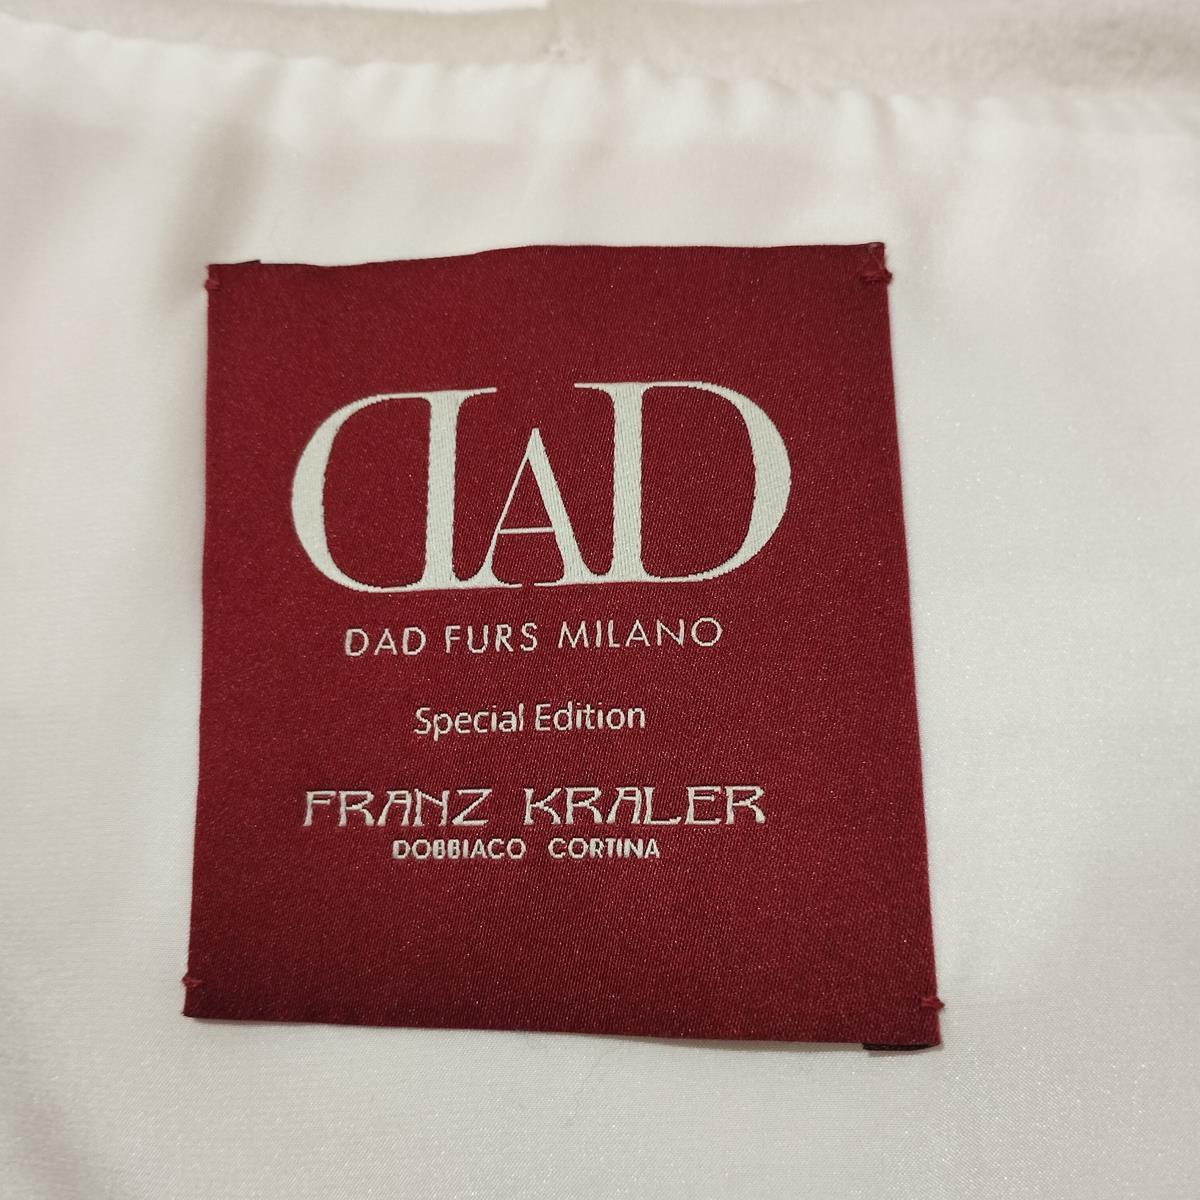 DAD
DAD FURS MILANO
Special Edition
FRANZ KRALER
DOBBIACO CORTINA